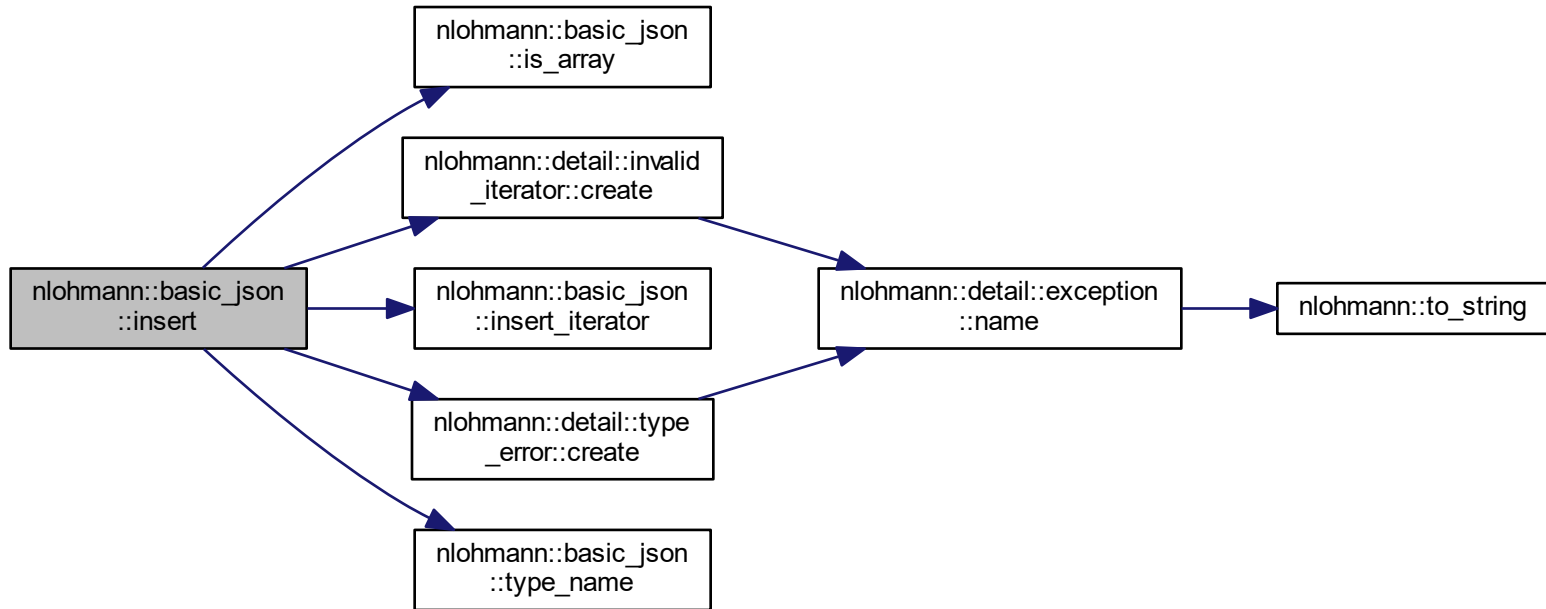 nlohmann::basic_json
::is_array
nlohmann::detail::invalid
_iterator::create
nlohmann::basic_json
::insert
nlohmann::basic_json
::insert_iterator
nlohmann::detail::exception
::name
nlohmann::to_string
nlohmann::detail::type
_error::create
nlohmann::basic_json
::type_name